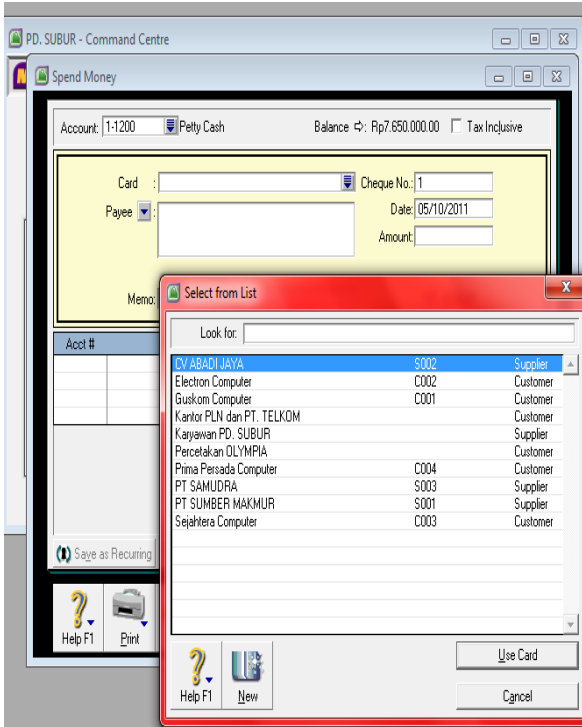 PD. SUBUR - Command Centre
Spend Money
Account: 1-1200 Petty Cash Balance ⇨: Rp7.650.000.00 Tax Inclusive
Card : Cheque No.: 1
Payee : Date: 05/10/2011
Amount:
Memo:
Acct #
Select from List
Look for:
CV ABADI JAYA S002 Supplier
Electron Computer C002 Customer
Guskom Computer C001 Customer
Kantor PLN dan PT. TELKOM Customer
Karyawan PD. SUBUR Supplier
Percetakan OLYMPIA Customer
Prima Persada Computer C004 Customer
PT SAMUDRA S003 Supplier
PT SUMBER MAKMUR S001 Supplier
Sejahtera Computer C003 Customer
Save as Recurring
Help F1 Print
Use Card
Help F1 New
Cancel